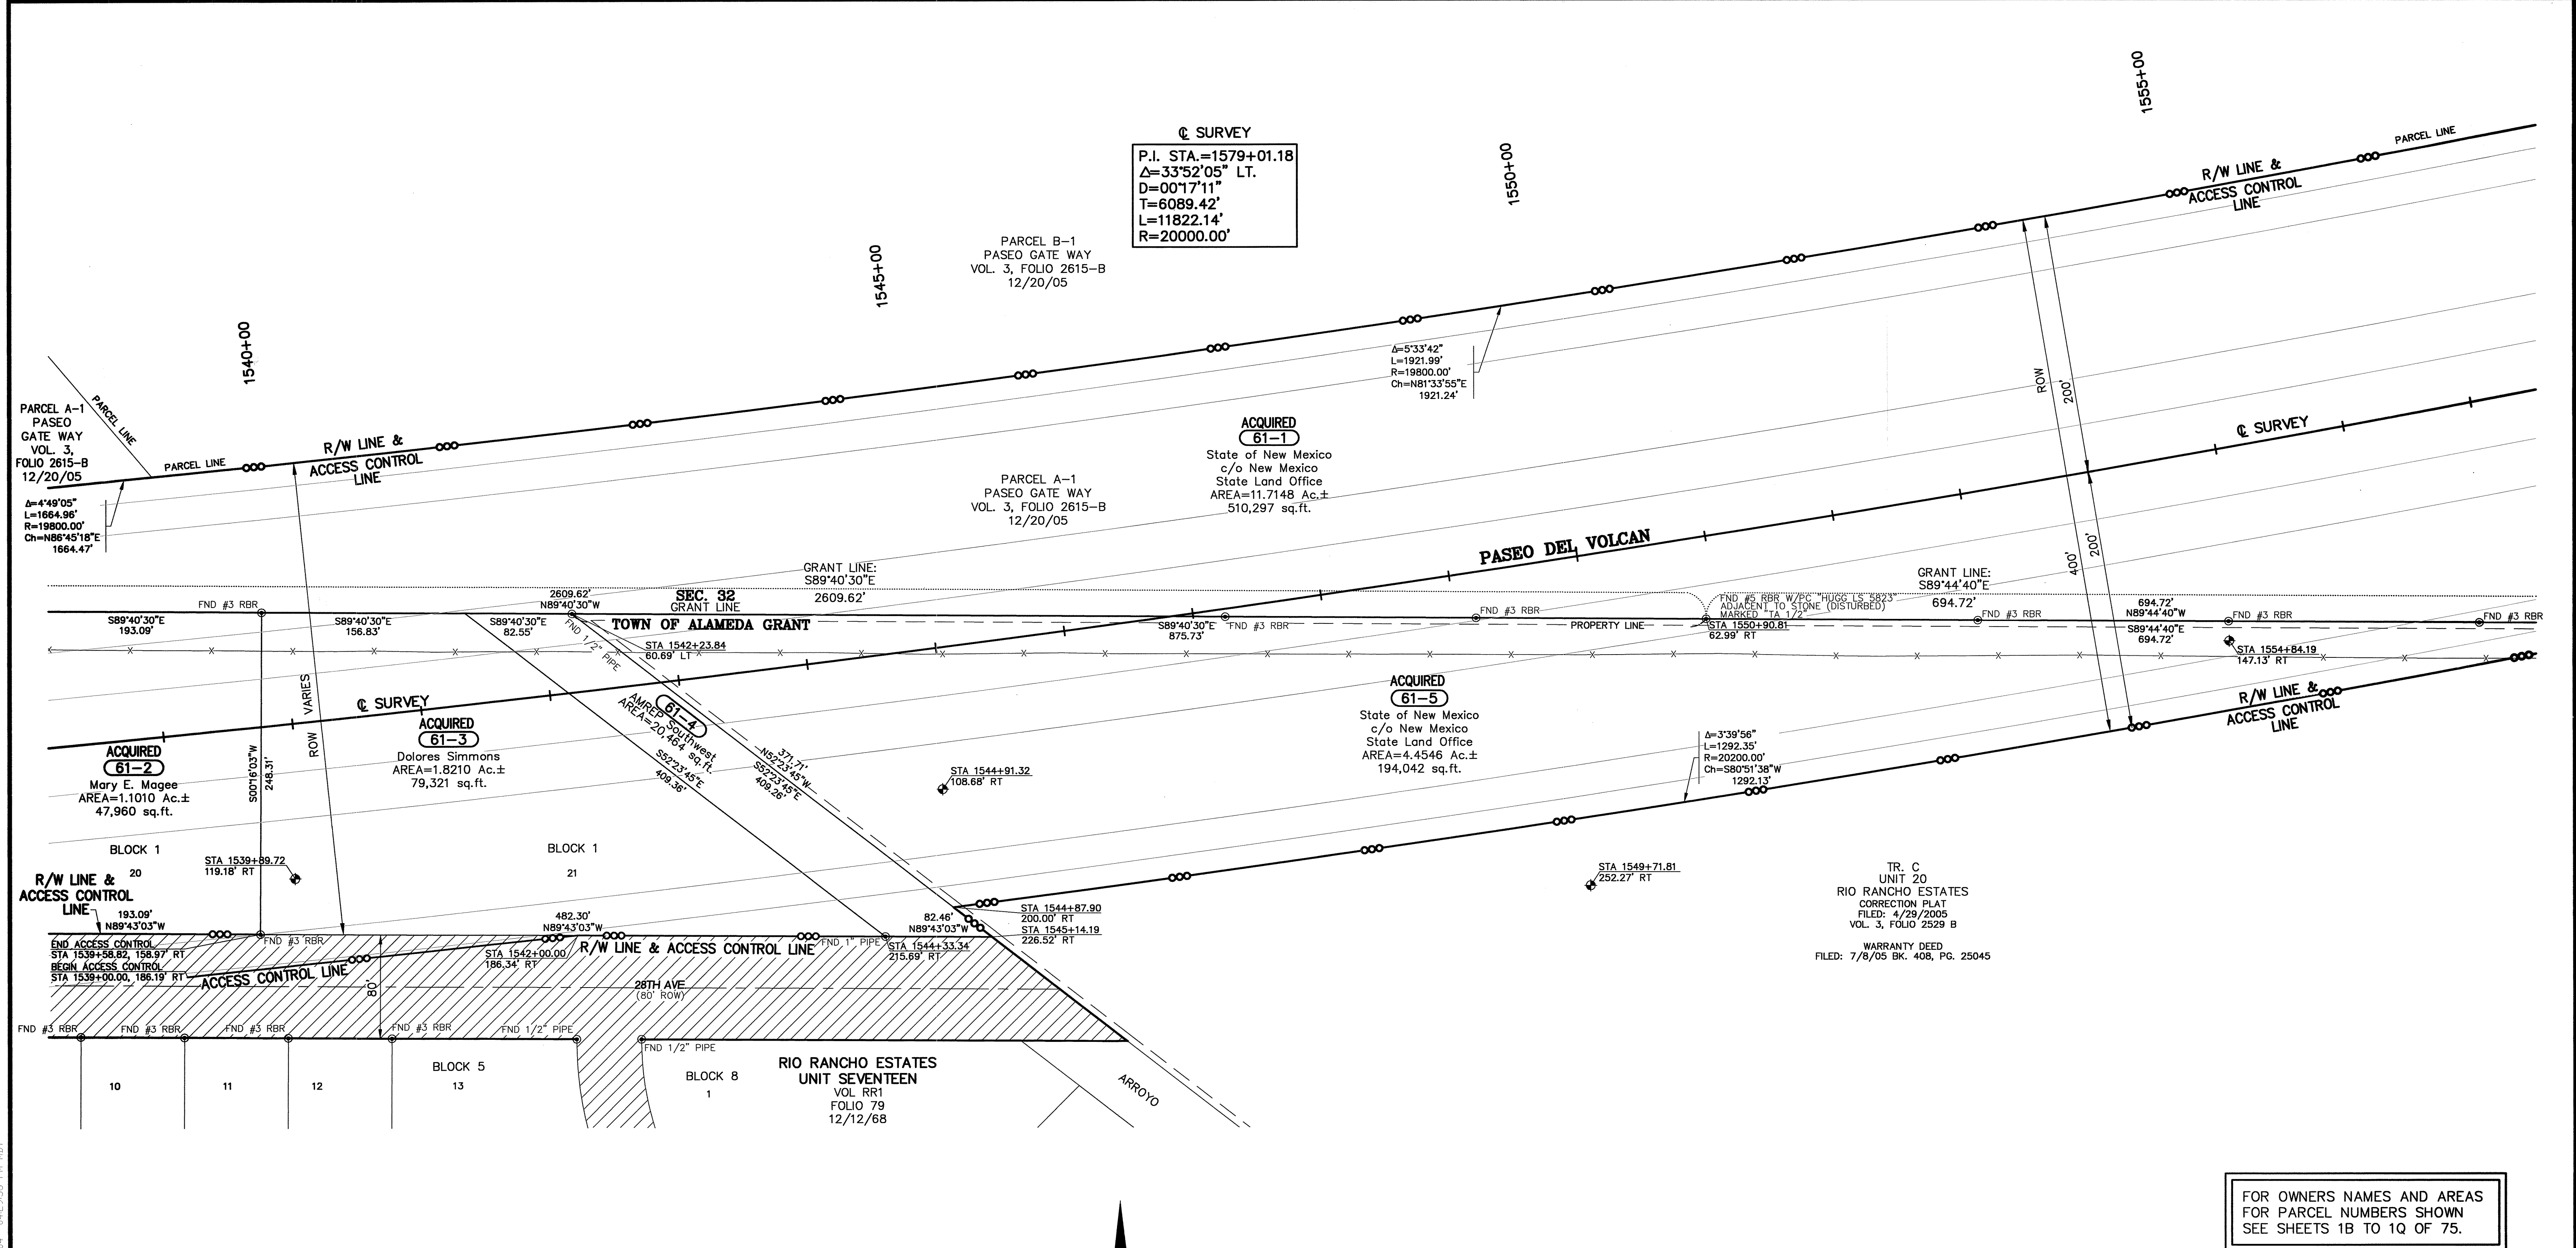 1555+00
1550+00
1545+00
1540+00
℄ SURVEY
P.I. STA.=1579+01.18
Δ=33°52'05" LT.
D=00°17'11"
T=6089.42'
L=11822.14'
R=20000.00'
PARCEL B-1
PASEO GATE WAY
VOL. 3, FOLIO 2615-B
12/20/05
PARCEL LINE
R/W LINE &
ACCESS CONTROL
LINE
Δ=5°33'42"
L=1921.99'
R=19800.00'
Ch=N81°33'55"E
1921.24'
ROW
200'
200'
400'
℄ SURVEY
PARCEL A-1
PASEO
GATE WAY
VOL. 3,
FOLIO 2615-B
12/20/05
PARCEL LINE
PARCEL LINE
R/W LINE &
ACCESS CONTROL
LINE
Δ=4°49'05"
L=1664.96'
R=19800.00'
Ch=N86°45'18"E
1664.47'
ACQUIRED
61-1
State of New Mexico
c/o New Mexico
State Land Office
AREA=11.7148 Ac.±
510,297 sq.ft.
PARCEL A-1
PASEO GATE WAY
VOL. 3, FOLIO 2615-B
12/20/05
PASEO DEL VOLCAN
GRANT LINE:
S89°40'30"E
2609.62'
GRANT LINE:
S89°44'40"E
694.72'
FND #3 RBR
2609.62'
N89°40'30"W
SEC. 32
GRANT LINE
TOWN OF ALAMEDA GRANT
S89°40'30"E
193.09'
S89°40'30"E
156.83'
S89°40'30"E
82.55'
FND 1/2" PIPE
STA 1542+23.84
60.69' LT
S89°40'30"E
875.73'
FND #3 RBR
FND #3 RBR
PROPERTY LINE
FND #5 RBR W/PC "HUGG LS 5823"
ADJACENT TO STONE (DISTURBED)
MARKED "TA 1/2"
STA 1550+90.81
62.99' RT
FND #3 RBR
694.72'
N89°44'40"W
S89°44'40"E
694.72'
FND #3 RBR
FND #3 RBR
STA 1554+84.19
147.13' RT
R/W LINE &
ACCESS CONTROL
LINE
ROW VARIES
℄ SURVEY
ACQUIRED
61-2
Mary E. Magee
AREA=1.1010 Ac.±
47,960 sq.ft.
S00°16'03"W
248.31'
ACQUIRED
61-3
Dolores Simmons
AREA=1.8210 Ac.±
79,321 sq.ft.
61-4
AMREP Southwest
AREA=20,464 sq.ft.
S52°23'45"E
409.36'
371.71'
N52°23'45"W
S52°23'45"E
409.26'
STA 1544+91.32
108.68' RT
ACQUIRED
61-5
State of New Mexico
c/o New Mexico
State Land Office
AREA=4.4546 Ac.±
194,042 sq.ft.
Δ=3°39'56"
L=1292.35'
R=20200.00'
Ch=S80°51'38"W
1292.13'
BLOCK 1
20
STA 1539+89.72
119.18' RT
BLOCK 1
21
STA 1549+71.81
252.27' RT
TR. C
UNIT 20
RIO RANCHO ESTATES
CORRECTION PLAT
FILED: 4/29/2005
VOL. 3, FOLIO 2529 B
WARRANTY DEED
FILED: 7/8/05 BK. 408, PG. 25045
R/W LINE &
ACCESS CONTROL
LINE
193.09'
N89°43'03"W
FND #3 RBR
END ACCESS CONTROL
STA 1539+58.82, 158.97' RT
BEGIN ACCESS CONTROL
STA 1539+00.00, 186.19' RT
ACCESS CONTROL LINE
482.30'
N89°43'03"W
STA 1542+00.00
186.34' RT
R/W LINE & ACCESS CONTROL LINE
FND 1" PIPE
82.46'
N89°43'03"W
STA 1544+33.34
215.69' RT
STA 1544+87.90
200.00' RT
STA 1545+14.19
226.52' RT
80'
28TH AVE
(80' ROW)
FND #3 RBR
FND #3 RBR
FND #3 RBR
FND #3 RBR
FND 1/2" PIPE
FND 1/2" PIPE
10
11
12
BLOCK 5
13
BLOCK 8
1
RIO RANCHO ESTATES
UNIT SEVENTEEN
VOL RR1
FOLIO 79
12/12/68
ARROYO
FOR OWNERS NAMES AND AREAS
FOR PARCEL NUMBERS SHOWN
SEE SHEETS 1B TO 1Q OF 75.